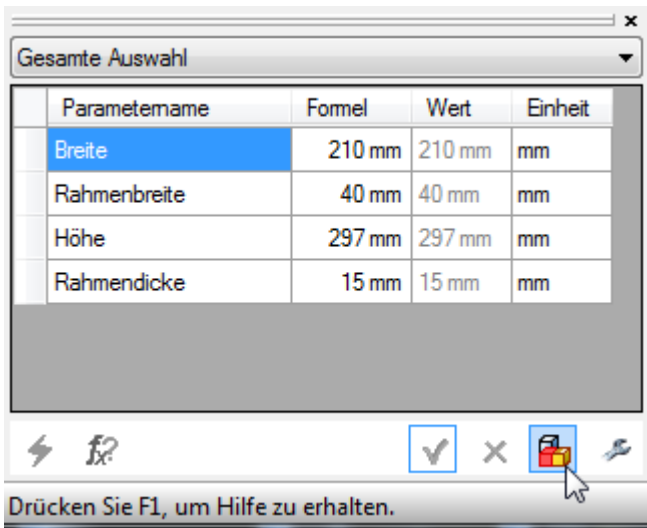 Gesamte Auswahl
Parametername Formel Wert Einheit
Breite 210 mm 210 mm mm
Rahmenbreite 40 mm 40 mm mm
Höhe 297 mm 297 mm mm
Rahmendicke 15 mm 15 mm mm
fx?
Drücken Sie F1, um Hilfe zu erhalten.